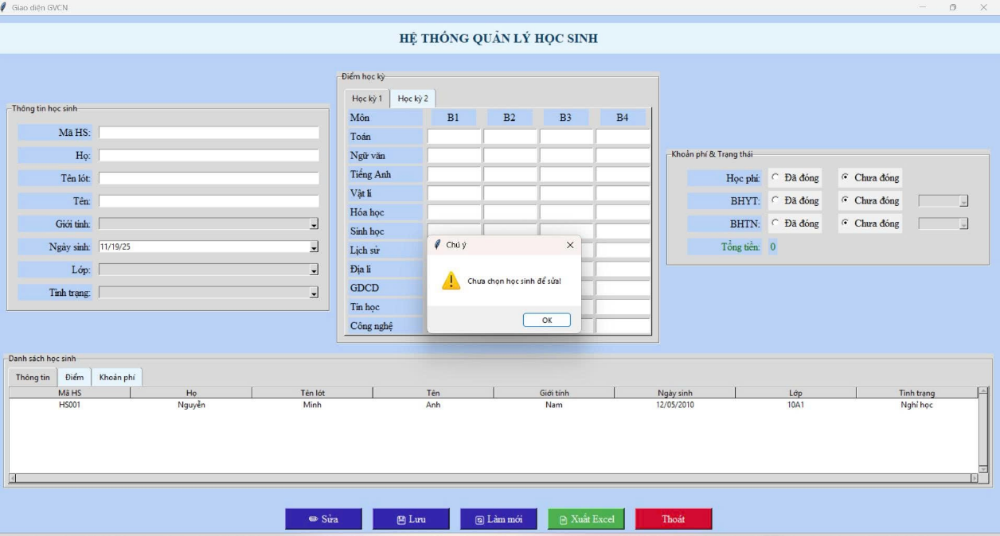 Giao diện GVCN
HỆ THỐNG QUẢN LÝ HỌC SINH
Thông tin học sinh
Mã HS:
Họ:
Tên lót:
Tên:
Giới tính:
Ngày sinh: 11/19/25
Lớp:
Tình trạng:
Điểm học kỳ
Học kỳ 1 Học kỳ 2
Môn B1 B2 B3 B4
Toán
Ngữ văn
Tiếng Anh
Vật lí
Hóa học
Sinh học
Lịch sử
Địa lí
GDCD
Tin học
Công nghệ
Chú ý
Chưa chọn học sinh để sửa!
OK
Khoản phí & Trạng thái
Học phí: Đã đóng Chưa đóng
BHYT: Đã đóng Chưa đóng
BHTN: Đã đóng Chưa đóng
Tổng tiền: 0
Danh sách học sinh
Thông tin Điểm Khoản phí
Mã HS Họ Tên lót Tên Giới tính Ngày sinh Lớp Tình trạng
HS001 Nguyễn Minh Anh Nam 12/05/2010 10A1 Nghỉ học
Sửa Lưu Làm mới Xuất Excel Thoát